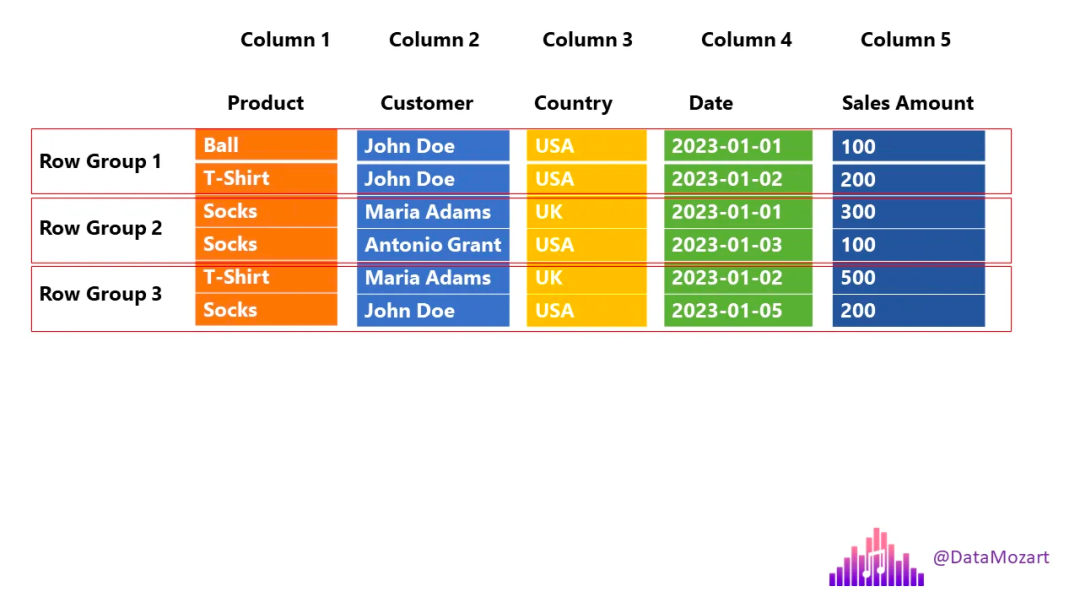 Column 1 Column 2 Column 3 Column 4 Column 5
Product Customer Country Date Sales Amount
Row Group 1
Ball John Doe USA 2023-01-01 100
T-Shirt John Doe USA 2023-01-02 200
Row Group 2
Socks Maria Adams UK 2023-01-01 300
Socks Antonio Grant USA 2023-01-03 100
Row Group 3
T-Shirt Maria Adams UK 2023-01-02 500
Socks John Doe USA 2023-01-05 200
@DataMozart